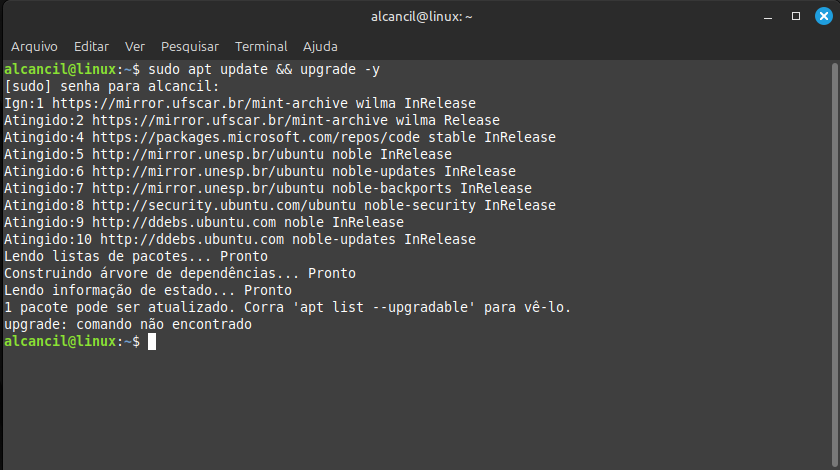 alcancil@linux: ~
Arquivo Editar Ver Pesquisar Terminal Ajuda
alcancil@linux:~$ sudo apt update && upgrade -y
[sudo] senha para alcancil:
Ign:1 https://mirror.ufscar.br/mint-archive wilma InRelease
Atingido:2 https://mirror.ufscar.br/mint-archive wilma Release
Atingido:4 https://packages.microsoft.com/repos/code stable InRelease
Atingido:5 http://mirror.unesp.br/ubuntu noble InRelease
Atingido:6 http://mirror.unesp.br/ubuntu noble-updates InRelease
Atingido:7 http://mirror.unesp.br/ubuntu noble-backports InRelease
Atingido:8 http://security.ubuntu.com/ubuntu noble-security InRelease
Atingido:9 http://ddebs.ubuntu.com noble InRelease
Atingido:10 http://ddebs.ubuntu.com noble-updates InRelease
Lendo listas de pacotes... Pronto
Construindo árvore de dependências... Pronto
Lendo informação de estado... Pronto
1 pacote pode ser atualizado. Corra 'apt list --upgradable' para vê-lo.
upgrade: comando não encontrado
alcancil@linux:~$